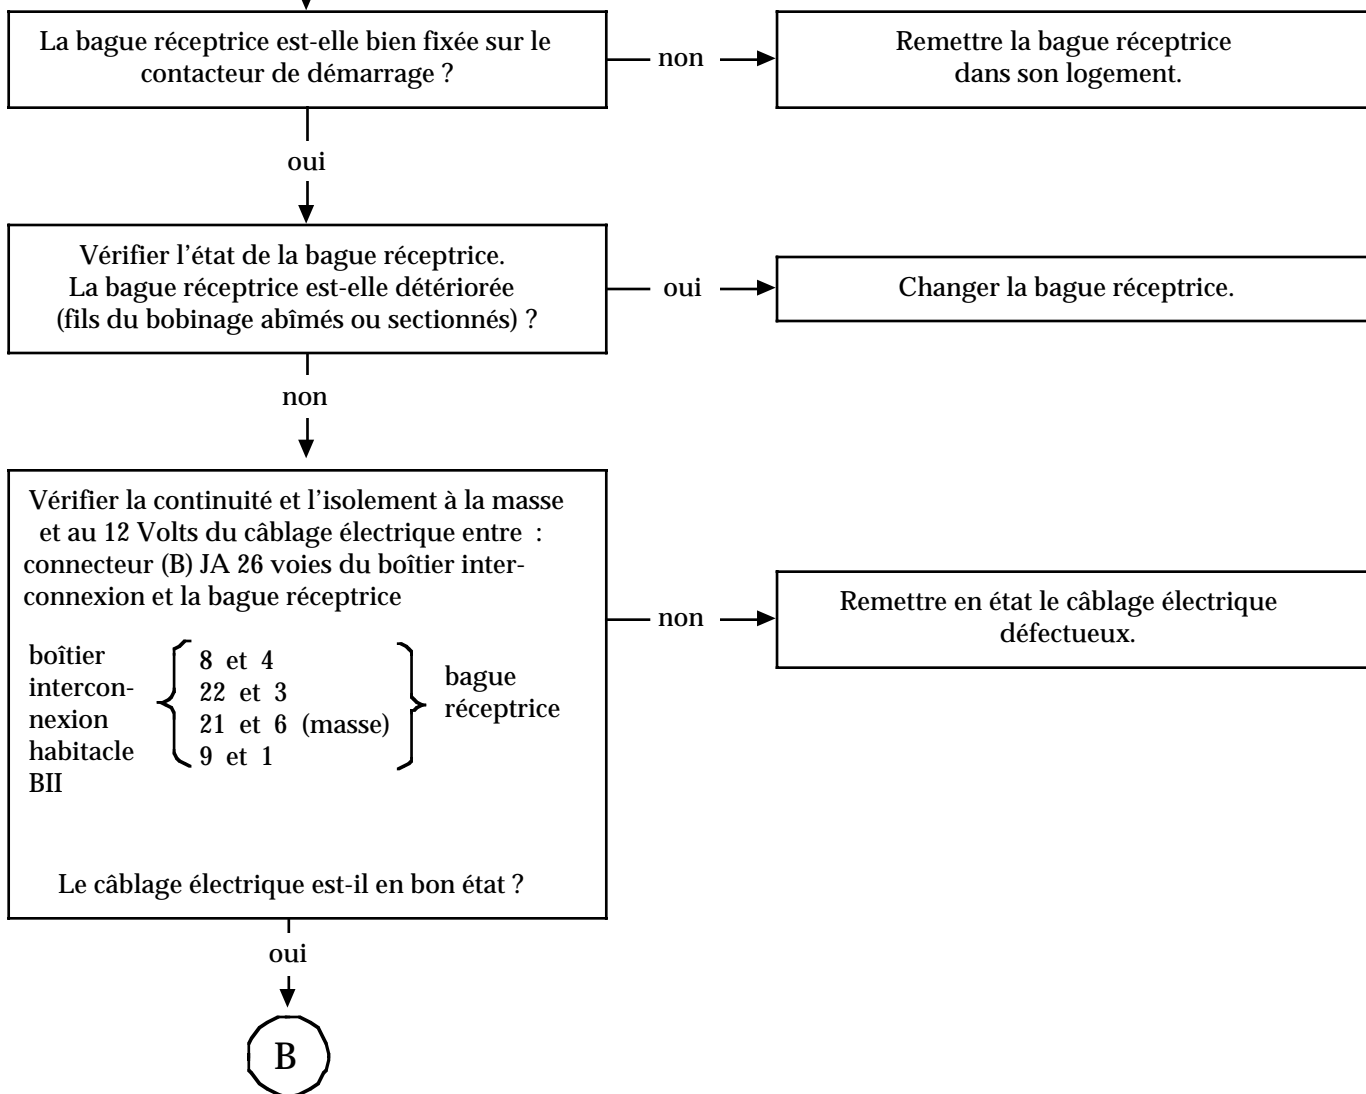 La bague réceptrice est-elle bien fixée sur le
contacteur de démarrage ?
non
Remettre la bague réceptrice
dans son logement.
oui
Vérifier l'état de la bague réceptrice.
La bague réceptrice est-elle détériorée
(fils du bobinage abîmés ou sectionnés) ?
oui
Changer la bague réceptrice.
non
Vérifier la continuité et l'isolement à la masse
et au 12 Volts du câblage électrique entre :
connecteur (B) JA 26 voies du boîtier inter-
connexion et la bague réceptrice
boîtier
intercon-
nexion
habitacle
BII
8 et 4
22 et 3
21 et 6 (masse)
9 et 1
bague
réceptrice
Le câblage électrique est-il en bon état ?
non
Remettre en état le câblage électrique
défectueux.
oui
B